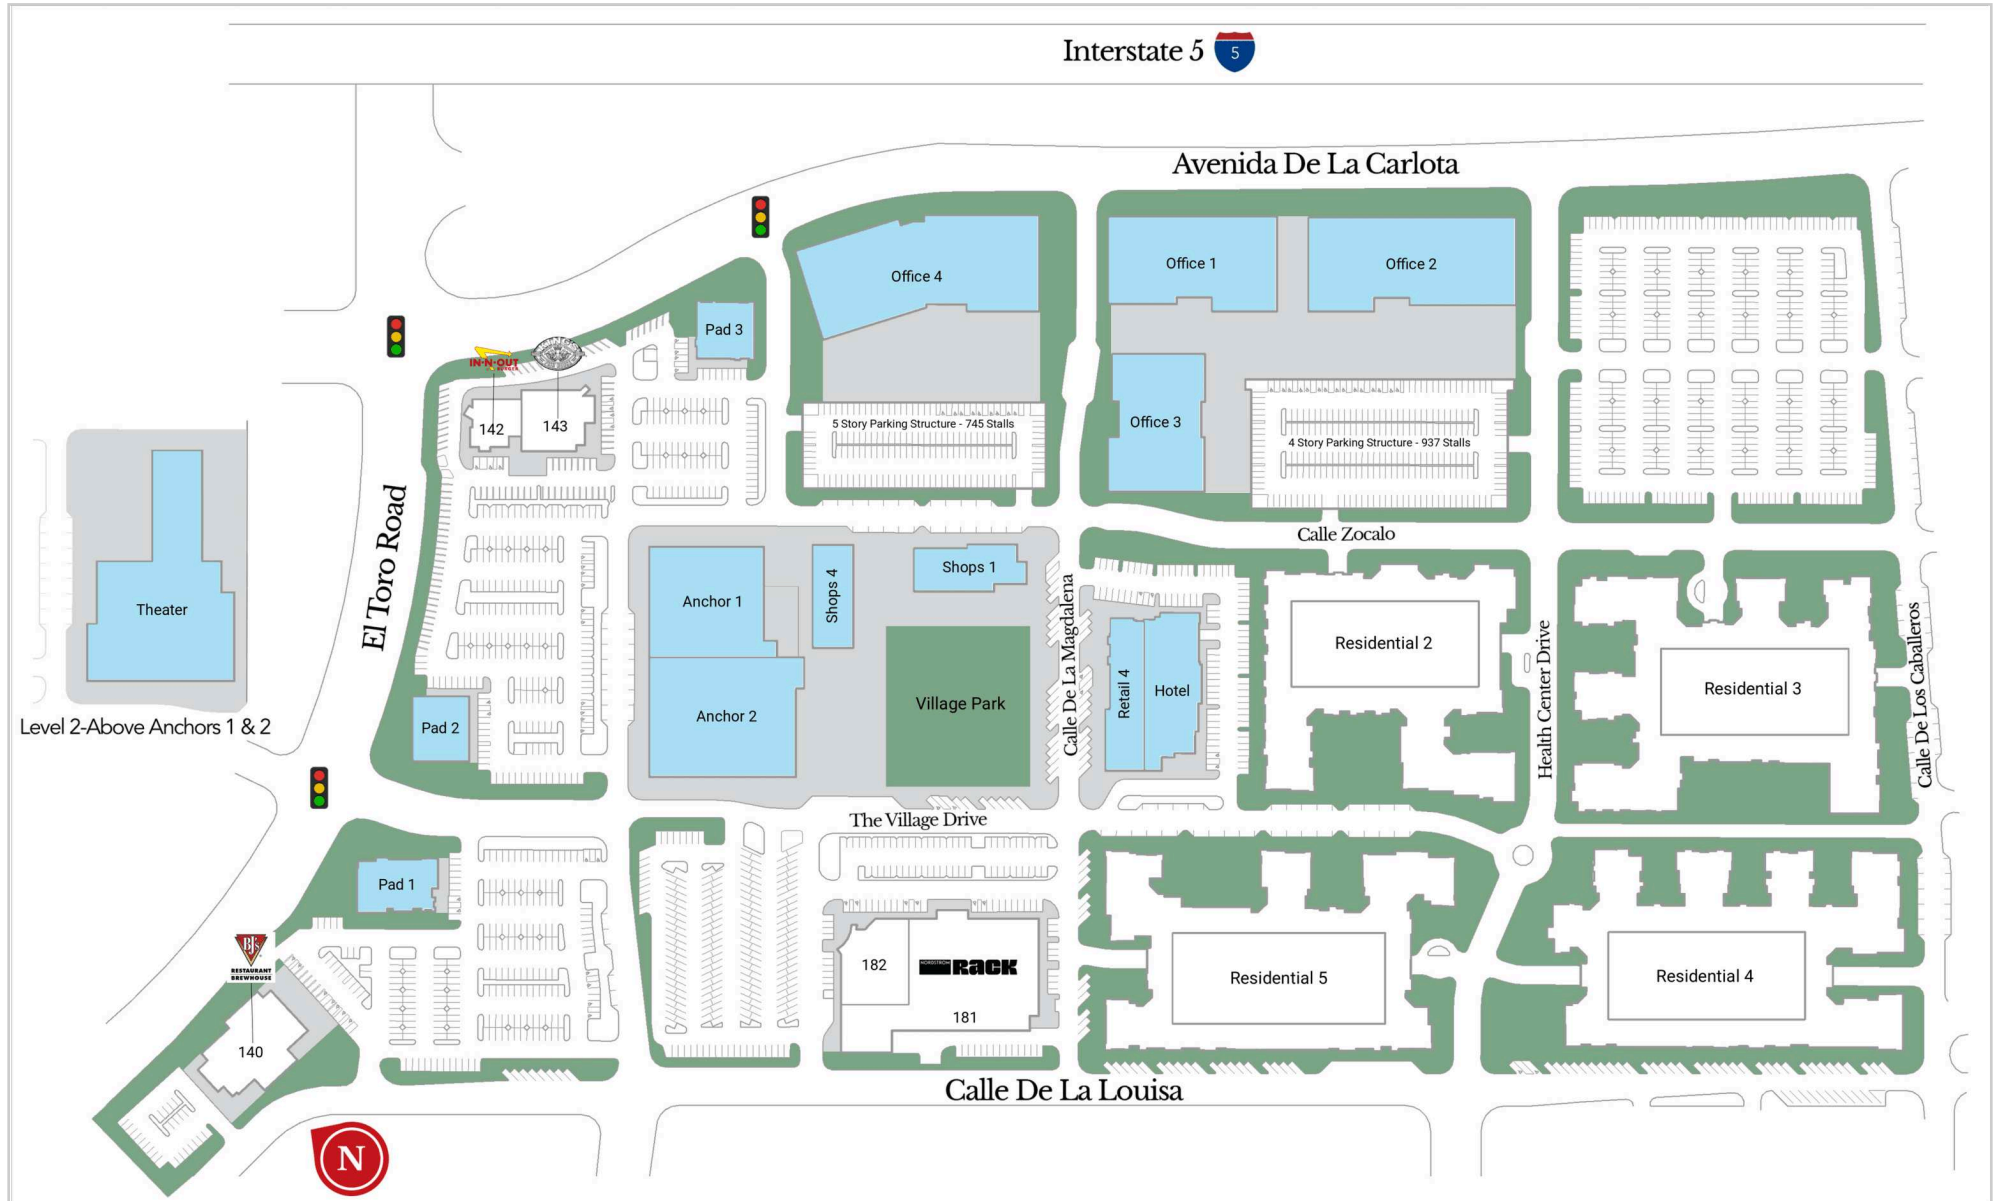 Interstate 5
5
Avenida De La Carlota
Office 4
Office 1
Office 2
Pad 3
IN-N-OUT
BURGER
142
143
5 Story Parking Structure - 745 Stalls
Office 3
4 Story Parking Structure - 937 Stalls
El Toro Road
Calle Zocalo
Theater
Level 2-Above Anchors 1 & 2
Anchor 1
Shops 4
Shops 1
Anchor 2
Village Park
Calle De La Magdalena
Retail 4
Hotel
Residential 2
Health Center Drive
Residential 3
Calle De Los Caballeros
Pad 2
The Village Drive
Pad 1
BJ's
RESTAURANT
BREWHOUSE
140
182
NORDSTROM
RACK
181
Residential 5
Residential 4
Calle De La Louisa
N